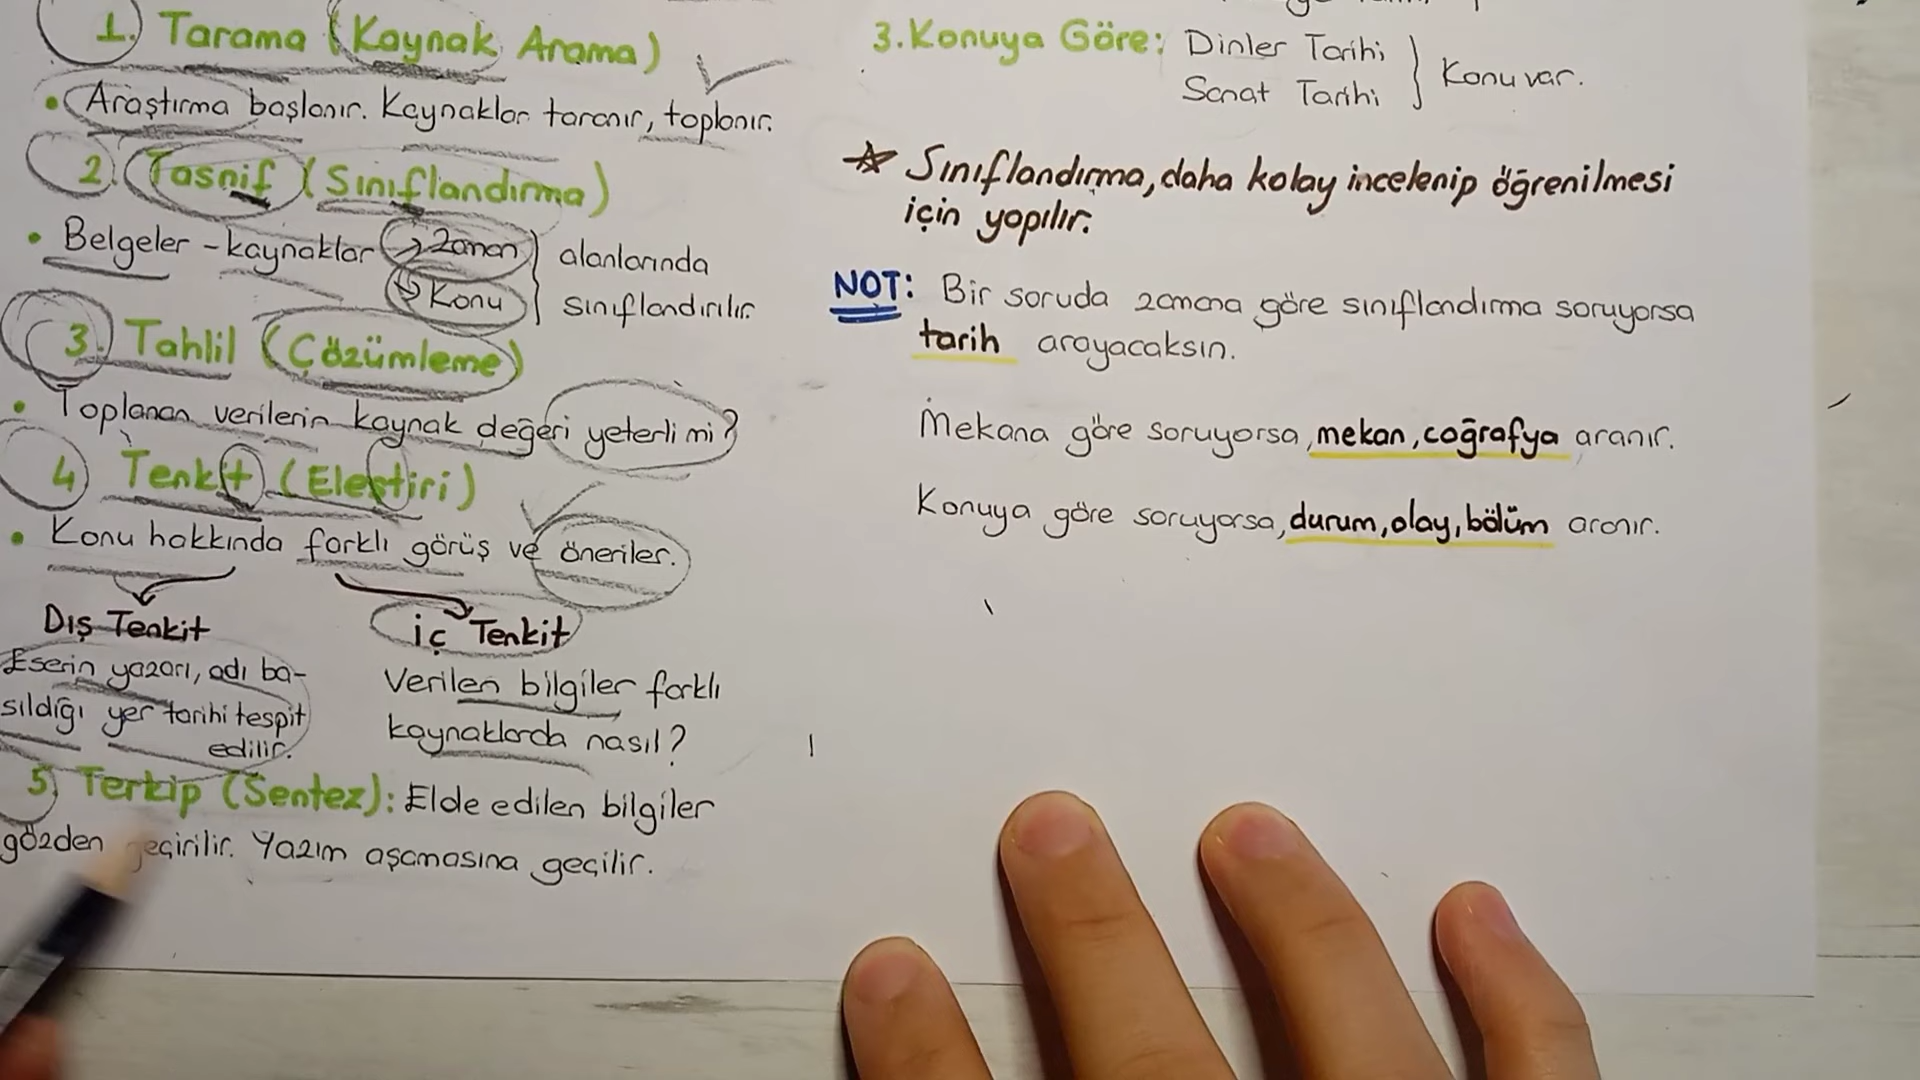 1. Tarama (Kaynak Arama)
• Araştırma başlanır. Kaynaklar taranır, toplanır.
2. Tasnif (Sınıflandırma)
• Belgeler - kaynaklar → Zaman alanlarında
↳ Konu sınıflandırılır.
3. Tahlil (Çözümleme)
• Toplanan verilerin kaynak değeri yeterli mi?
4 Tenkit (Eleştiri)
• Konu hakkında farklı görüş ve öneriler.
Dış Tenkit
Eserin yazarı, adı ba-
sıldığı yer tarihi tespit
edilir.
İç Tenkit
Verilen bilgiler farklı
kaynaklarda nasıl?
5) Terkip (Sentez): Elde edilen bilgiler
gözden geçirilir. Yazım aşamasına geçilir.
3. Konuya Göre: Dinler Tarihi
Sanat Tarihi } Konu var.
☆ Sınıflandırma, daha kolay incelenip öğrenilmesi
için yapılır.
NOT: Bir soruda zamana göre sınıflandırma soruyorsa
tarih arayacaksın.
Mekana göre soruyorsa, mekan, coğrafya aranır.
Konuya göre soruyorsa, durum, olay, bölüm aranır.